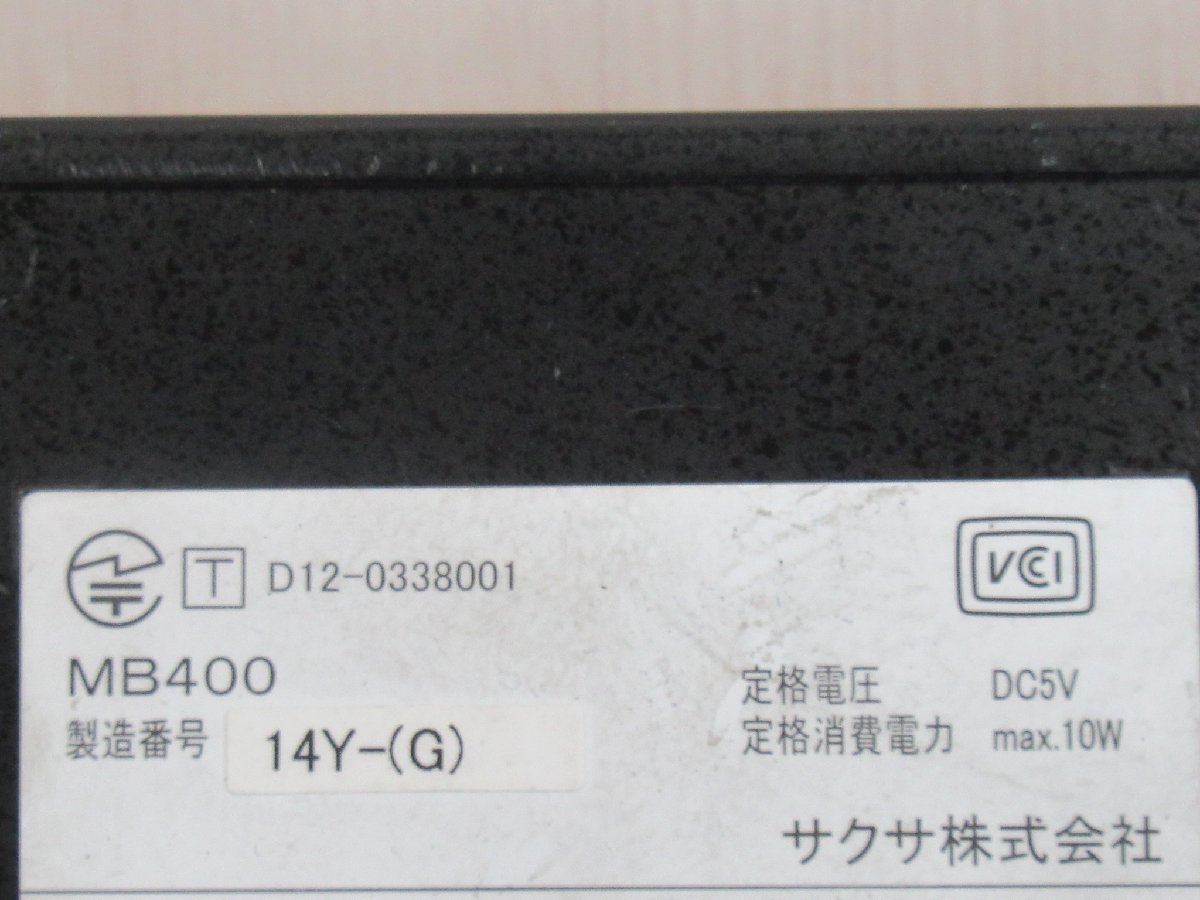 T D12-0338001
VCCI
MB400
製造番号 14Y-(G)
定格電圧 DC5V
定格消費電力 max.10W
サクサ株式会社